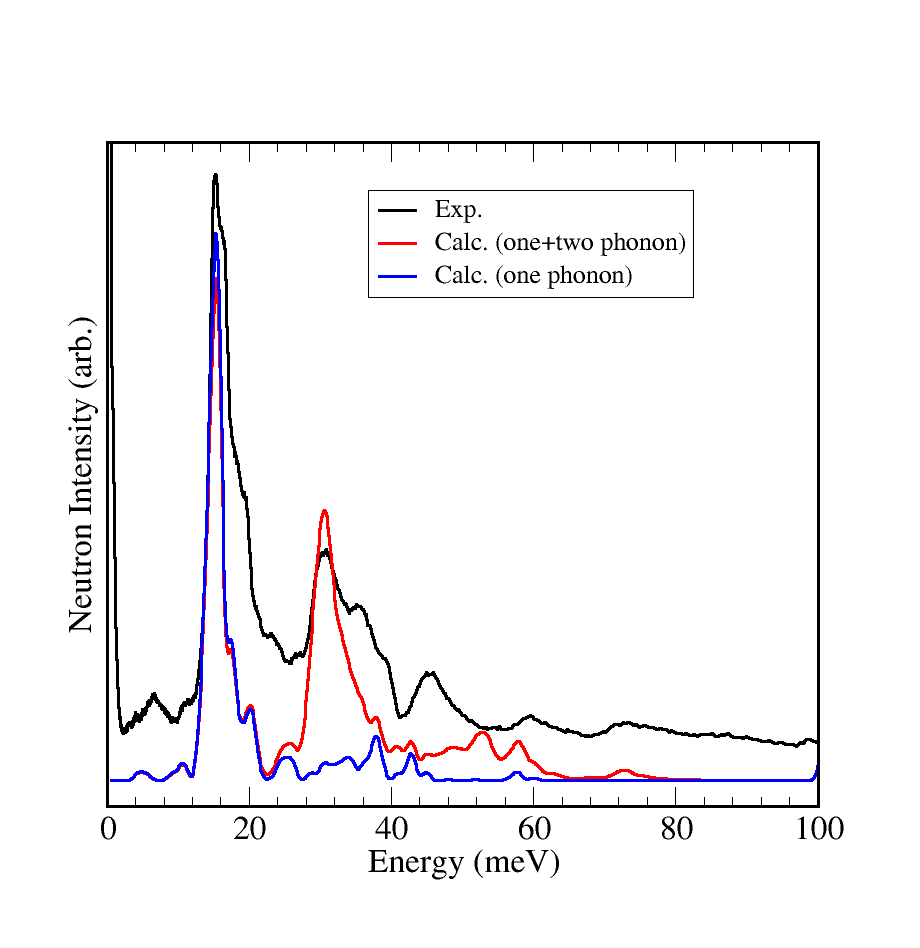 Exp.
Calc. (one+two phonon)
Calc. (one phonon)
Neutron Intensity (arb.)
0 20 40 60 80 100
Energy (meV)